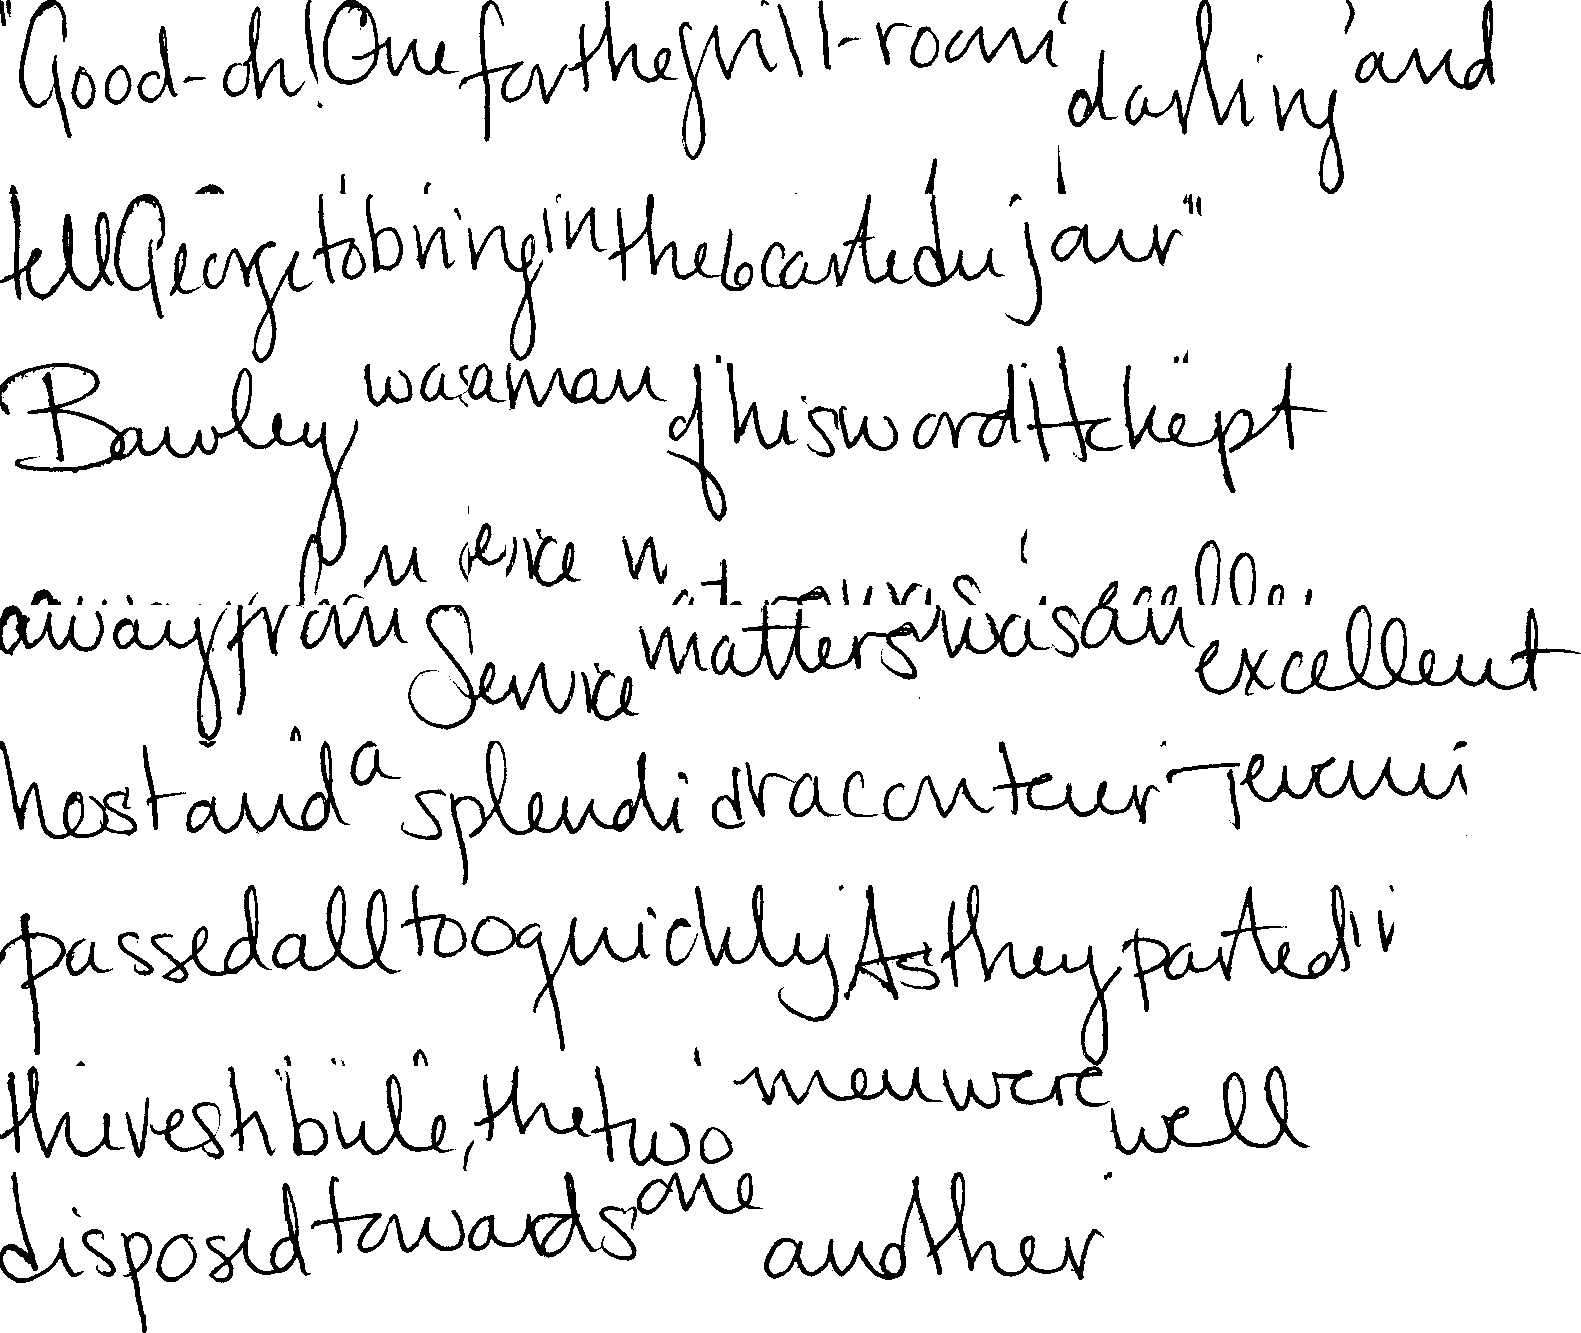 "Good-oh! One for the grill-room darling and
tell George to bring in the carte du jour"
Bawley was a man of his word He kept
away from Service matters was an excellent
host and a splendid raconteur
passed all too quickly As they parted
the vestibule, the two men were well
disposed towards one another